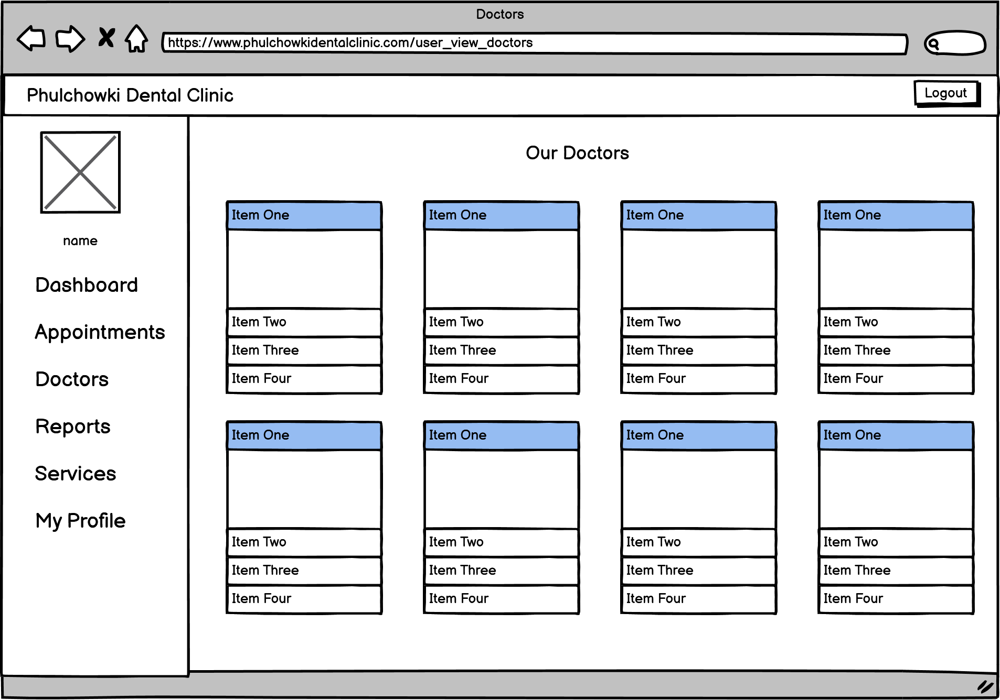 Doctors
https://www.phulchowkidentalclinic.com/user_view_doctors
Phulchowki Dental Clinic
Logout
name
Dashboard
Appointments
Doctors
Reports
Services
My Profile
Our Doctors
Item One
Item Two
Item Three
Item Four
Item One
Item Two
Item Three
Item Four
Item One
Item Two
Item Three
Item Four
Item One
Item Two
Item Three
Item Four
Item One
Item Two
Item Three
Item Four
Item One
Item Two
Item Three
Item Four
Item One
Item Two
Item Three
Item Four
Item One
Item Two
Item Three
Item Four